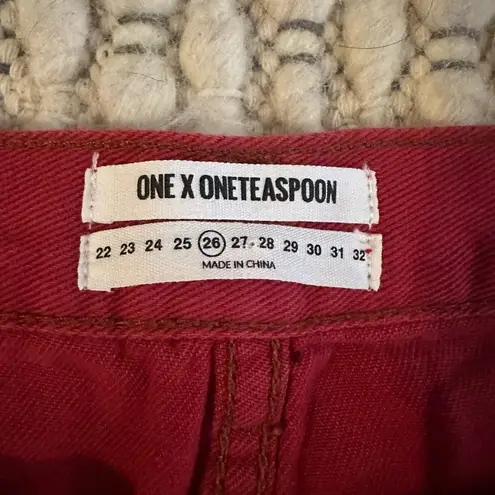 ONE X ONETEASPOON
22 23 24 25 26 27 28 29 30 31 32
MADE IN CHINA